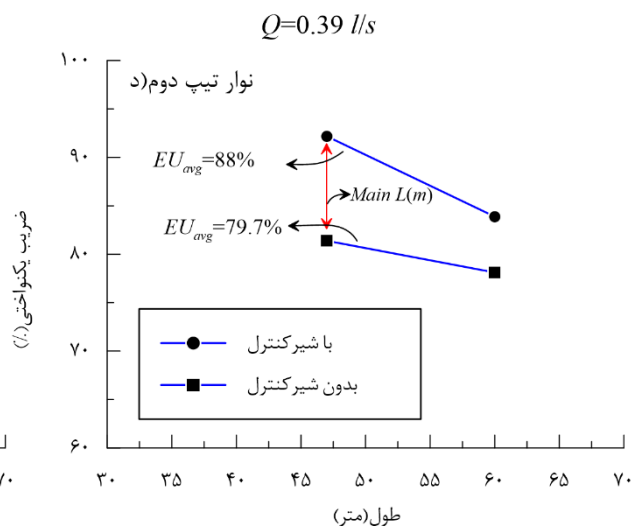 Q=0.39 l/s
نوار تیپ دوم(د
۱۰۰
۹۰
۸۰
۷۰
۶۰
ضریب یکنواختی(٪)
EUavg=88%
Main L(m)
EUavg=79.7%
با شیرکنترل
بدون شیرکنترل
۷۰
۳۰ ۳۵ ۴۰ ۴۵ ۵۰ ۵۵ ۶۰ ۶۵ ۷۰
طول(متر)